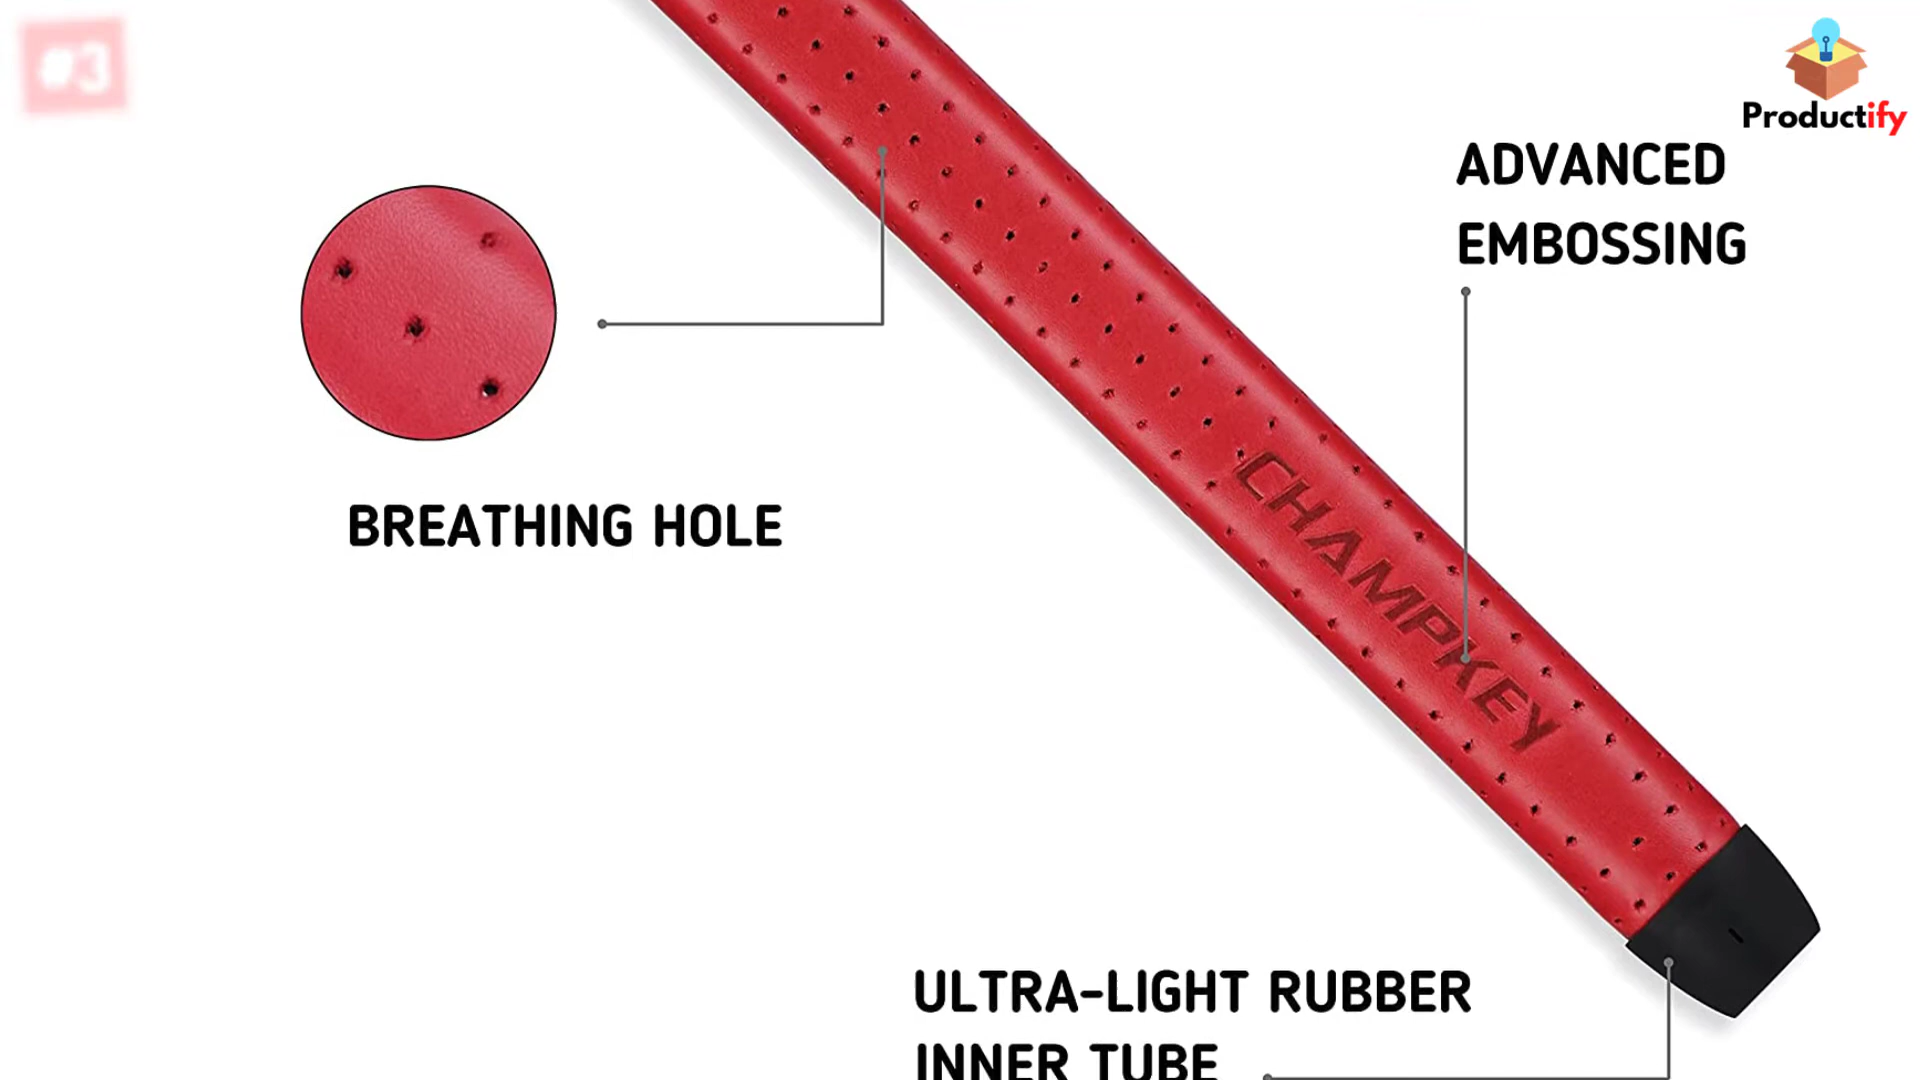 #3
Productify
ADVANCED
EMBOSSING
BREATHING HOLE
CHAMPKEY
ULTRA-LIGHT RUBBER
INNER TUBE